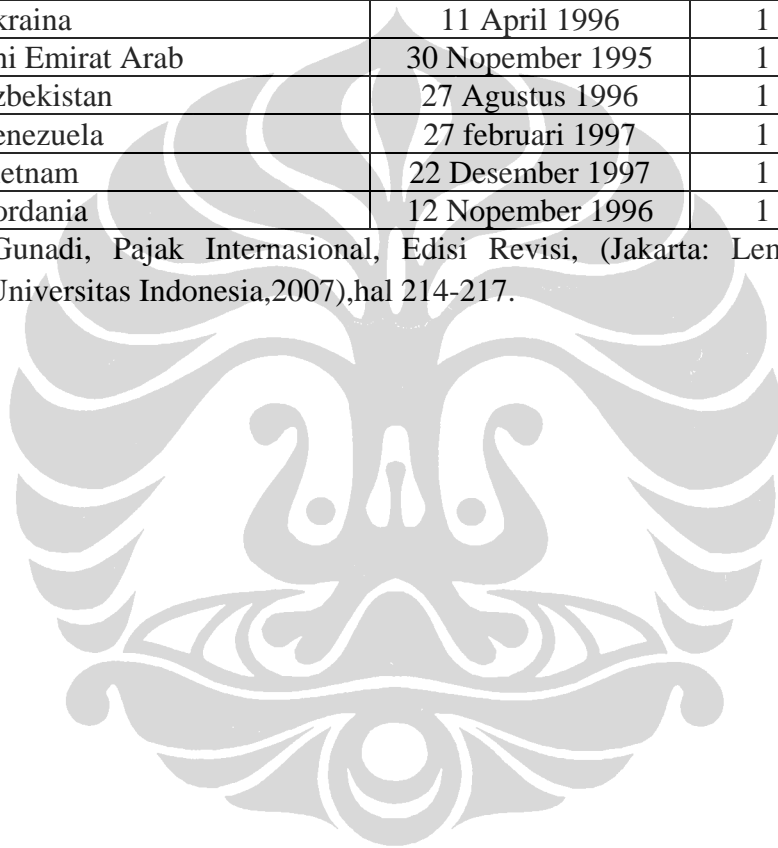 kraina 11 April 1996 1
ni Emirat Arab 30 Nopember 1995 1
zbekistan 27 Agustus 1996 1
enezuela 27 februari 1997 1
etnam 22 Desember 1997 1
ordania 12 Nopember 1996 1
Gunadi, Pajak Internasional, Edisi Revisi, (Jakarta: Lem
Universitas Indonesia,2007),hal 214-217.